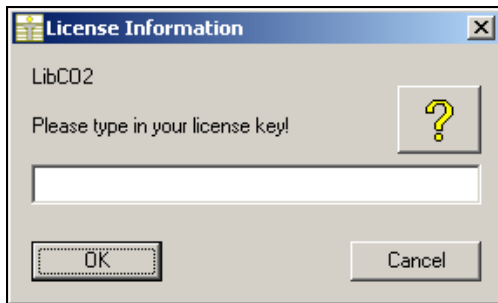 License Information
LibCO2
Please type in your license key!
?
OK
Cancel